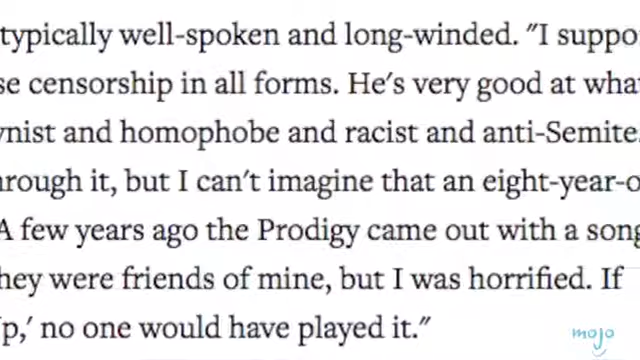 typically well-spoken and long-winded. "I suppo
se censorship in all forms. He's very good at what
ynist and homophobe and racist and anti-Semite.
hrough it, but I can't imagine that an eight-year-o
A few years ago the Prodigy came out with a song
hey were friends of mine, but I was horrified. If
p,' no one would have played it."
mojo